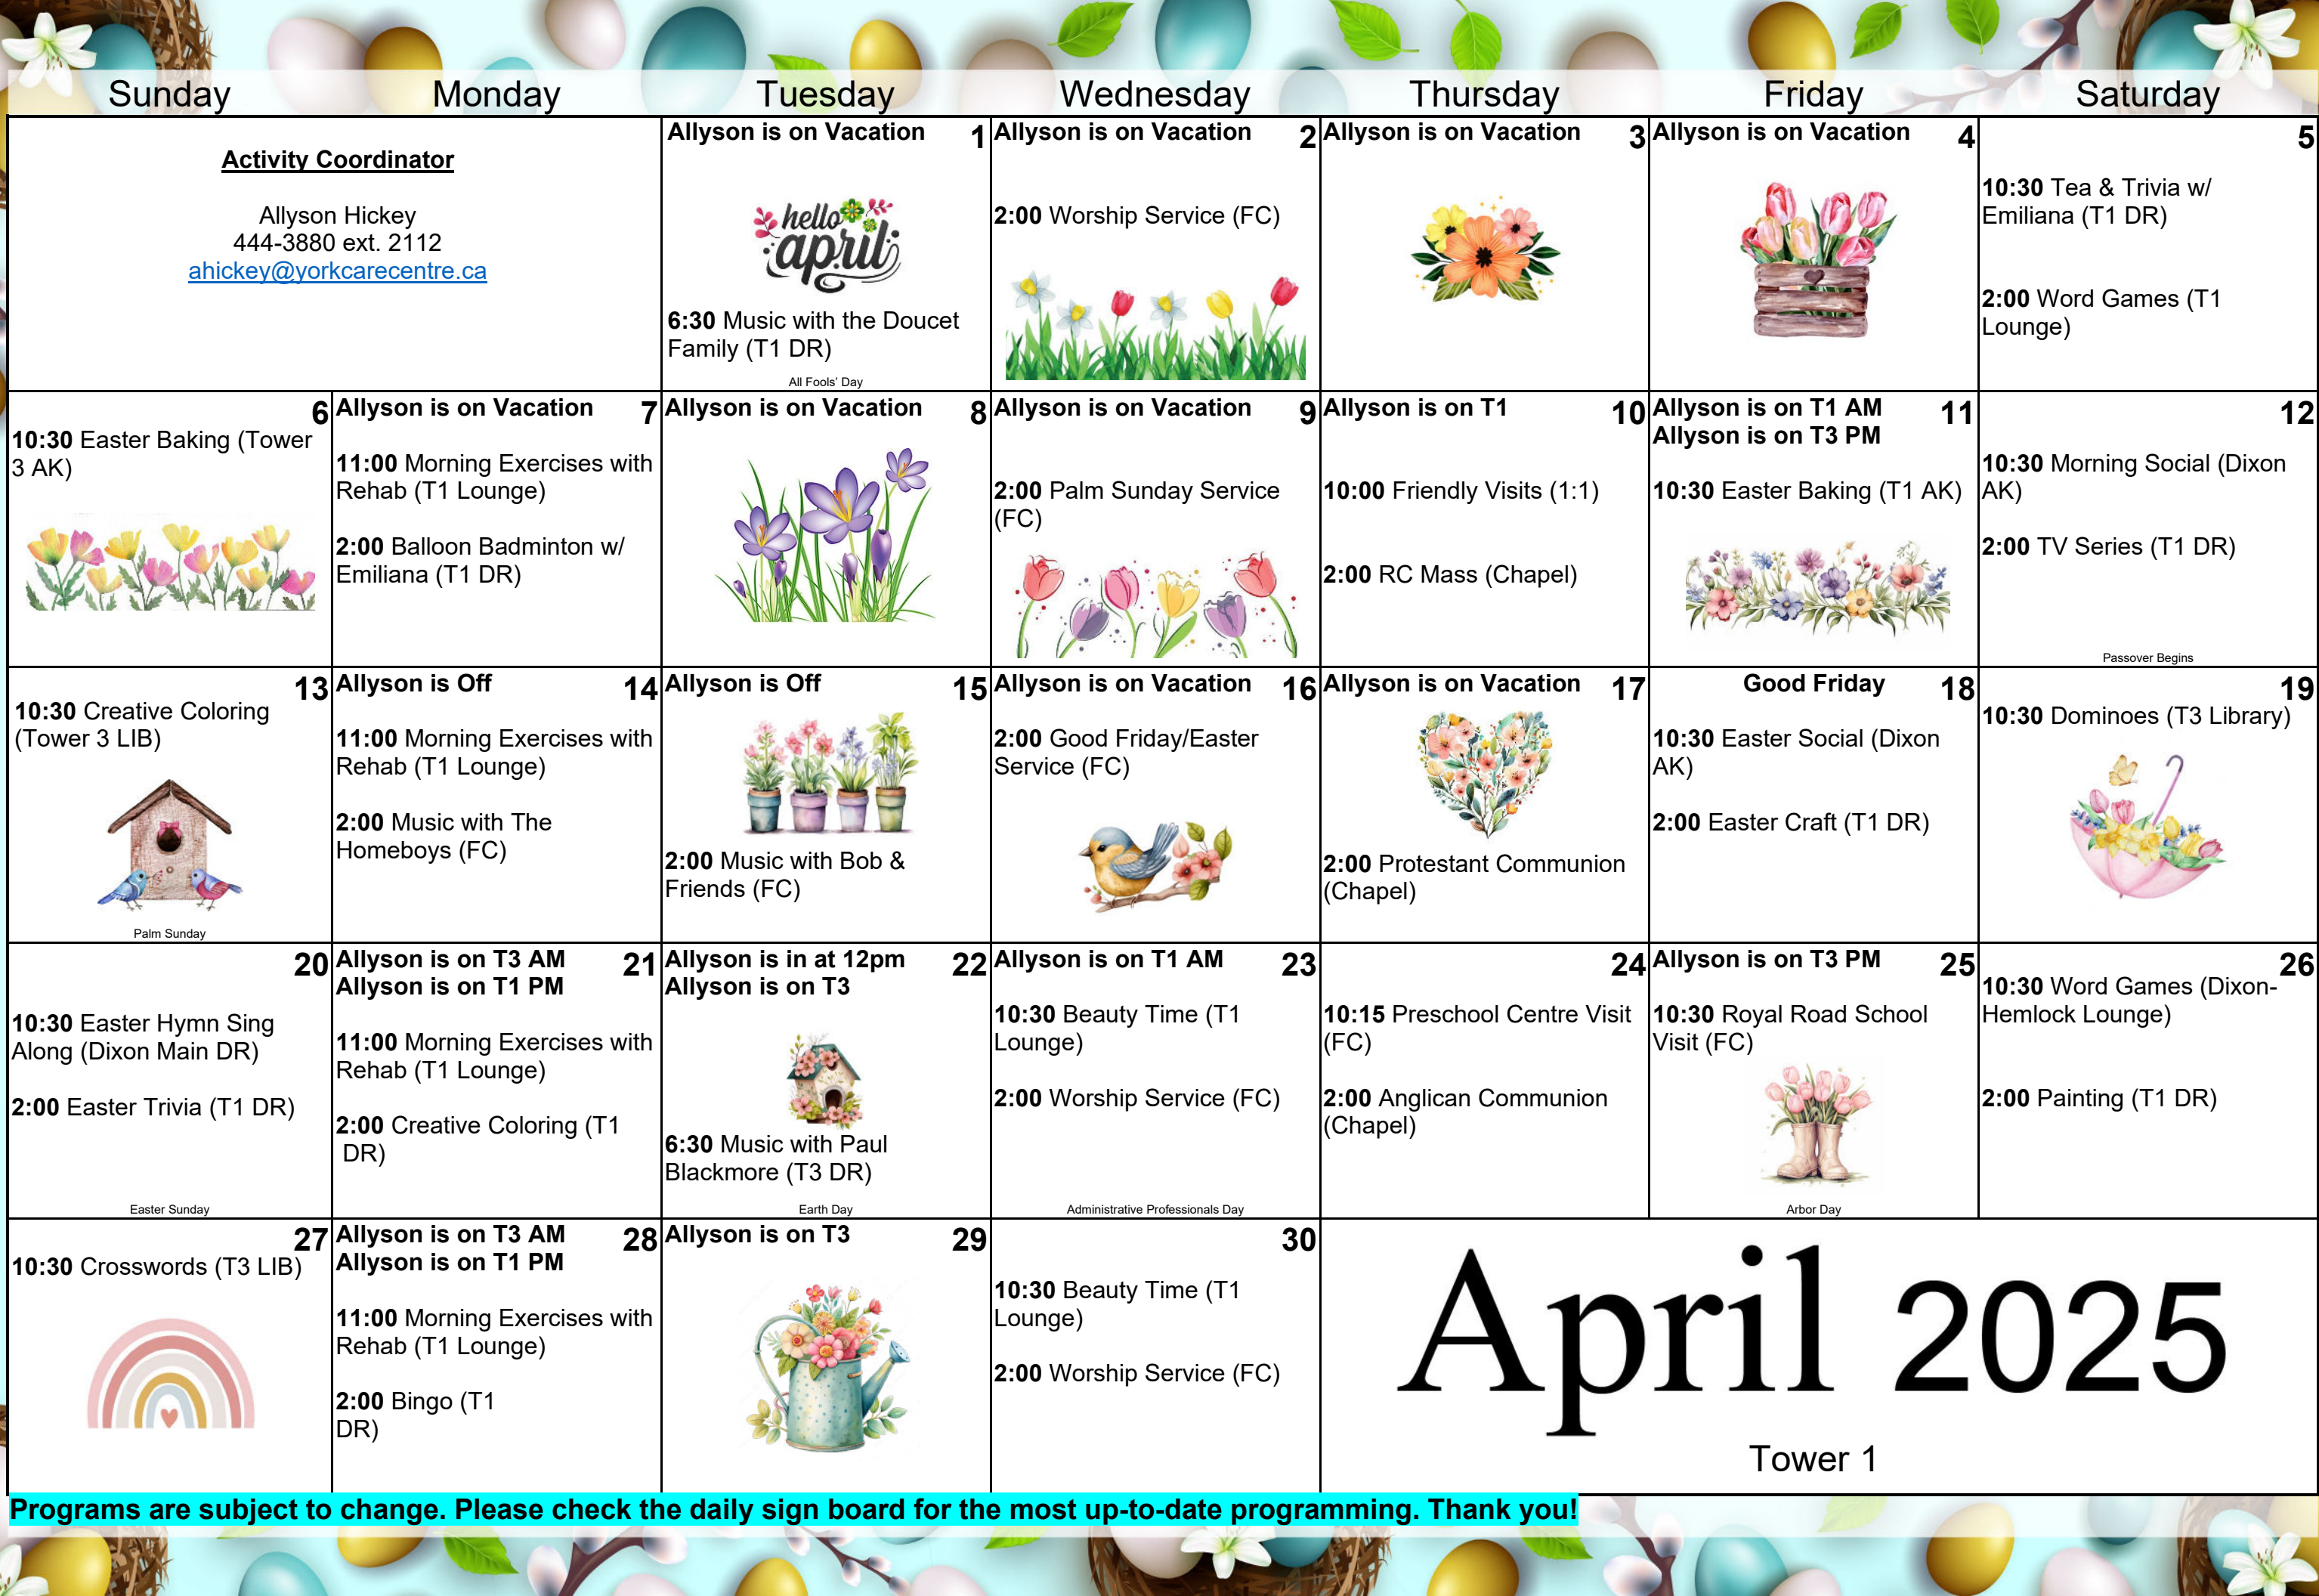 Sunday
Monday
Tuesday
Wednesday
Thursday
Friday
Saturday
Activity Coordinator
Allyson Hickey
444-3880 ext. 2112
ahickey@yorkcarecentre.ca
Allyson is on Vacation 1
hello
april
6:30 Music with the Doucet
Family (T1 DR)
All Fools' Day
Allyson is on Vacation 2
2:00 Worship Service (FC)
Allyson is on Vacation 3
Allyson is on Vacation 4
5
10:30 Tea & Trivia w/
Emiliana (T1 DR)
2:00 Word Games (T1
Lounge)
6
10:30 Easter Baking (Tower
3 AK)
Allyson is on Vacation 7
11:00 Morning Exercises with
Rehab (T1 Lounge)
2:00 Balloon Badminton w/
Emiliana (T1 DR)
Allyson is on Vacation 8
Allyson is on Vacation 9
2:00 Palm Sunday Service
(FC)
Allyson is on T1 10
10:00 Friendly Visits (1:1)
2:00 RC Mass (Chapel)
Allyson is on T1 AM 11
Allyson is on T3 PM
10:30 Easter Baking (T1 AK)
12
10:30 Morning Social (Dixon
AK)
2:00 TV Series (T1 DR)
Passover Begins
13
10:30 Creative Coloring
(Tower 3 LIB)
Palm Sunday
Allyson is Off 14
11:00 Morning Exercises with
Rehab (T1 Lounge)
2:00 Music with The
Homeboys (FC)
Allyson is Off 15
2:00 Music with Bob &
Friends (FC)
Allyson is on Vacation 16
2:00 Good Friday/Easter
Service (FC)
Allyson is on Vacation 17
2:00 Protestant Communion
(Chapel)
Good Friday 18
10:30 Easter Social (Dixon
AK)
2:00 Easter Craft (T1 DR)
19
10:30 Dominoes (T3 Library)
20
10:30 Easter Hymn Sing
Along (Dixon Main DR)
2:00 Easter Trivia (T1 DR)
Easter Sunday
Allyson is on T3 AM 21
Allyson is on T1 PM
11:00 Morning Exercises with
Rehab (T1 Lounge)
2:00 Creative Coloring (T1
DR)
Allyson is in at 12pm 22
Allyson is on T3
6:30 Music with Paul
Blackmore (T3 DR)
Earth Day
Allyson is on T1 AM 23
10:30 Beauty Time (T1
Lounge)
2:00 Worship Service (FC)
Administrative Professionals Day
24
10:15 Preschool Centre Visit
(FC)
2:00 Anglican Communion
(Chapel)
Allyson is on T3 PM 25
10:30 Royal Road School
Visit (FC)
Arbor Day
26
10:30 Word Games (Dixon-
Hemlock Lounge)
2:00 Painting (T1 DR)
27
10:30 Crosswords (T3 LIB)
Allyson is on T3 AM 28
Allyson is on T1 PM
11:00 Morning Exercises with
Rehab (T1 Lounge)
2:00 Bingo (T1
DR)
Allyson is on T3 29
30
10:30 Beauty Time (T1
Lounge)
2:00 Worship Service (FC)
April 2025
Tower 1
Programs are subject to change. Please check the daily sign board for the most up-to-date programming. Thank you!